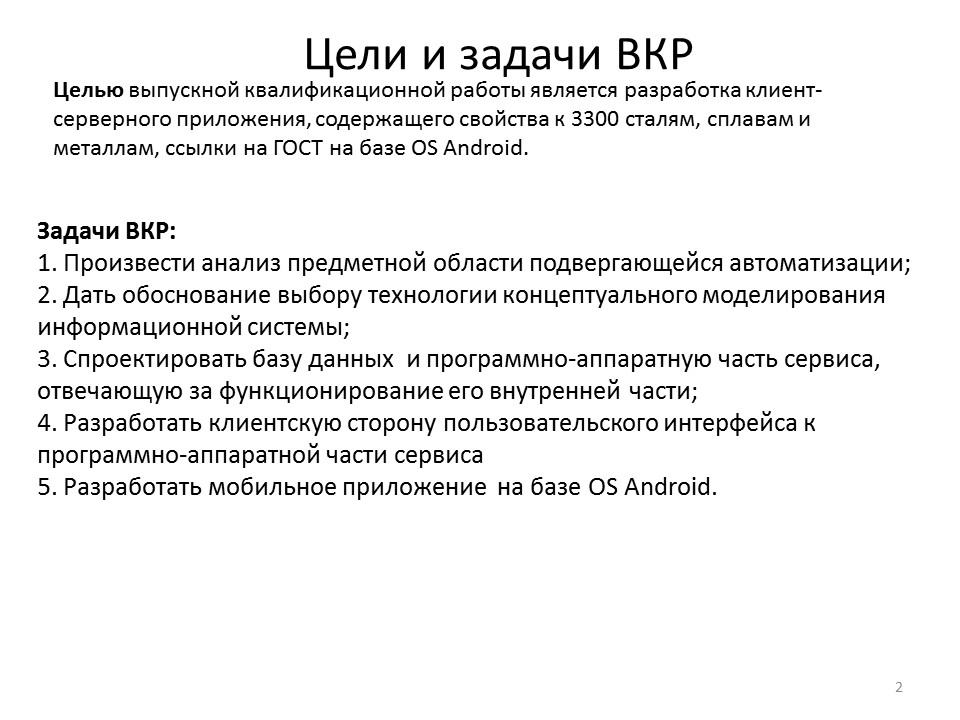 Цели и задачи ВКР
Целью выпускной квалификационной работы является разработка клиент-
серверного приложения, содержащего свойства к 3300 сталям, сплавам и
металлам, ссылки на ГОСТ на базе OS Android.
Задачи ВКР:
1. Произвести анализ предметной области подвергающейся автоматизации;
2. Дать обоснование выбору технологии концептуального моделирования
информационной системы;
3. Спроектировать базу данных  и программно-аппаратную часть сервиса,
отвечающую за функционирование его внутренней части;
4. Разработать клиентскую сторону пользовательского интерфейса к
программно-аппаратной части сервиса
5. Разработать мобильное приложение  на базе OS Android.
2